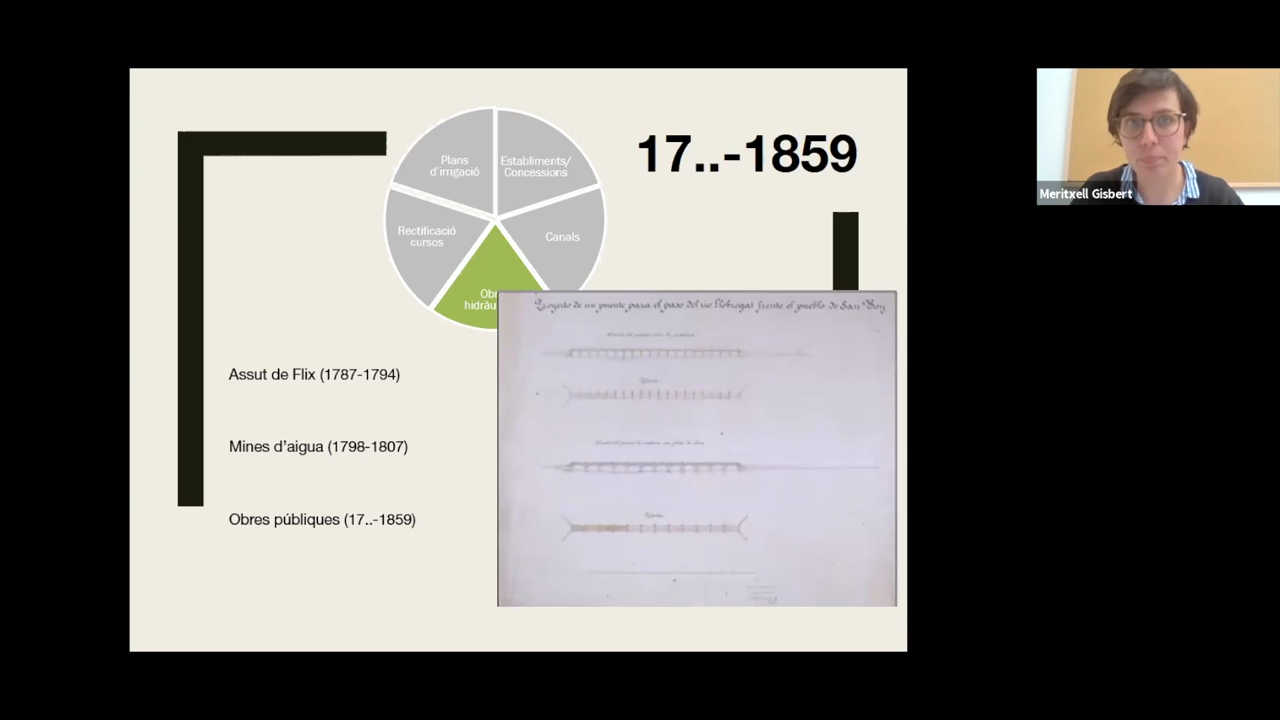 17..-1859
Plans
d'irrigació
Establiments/
Concessions
Rectificació
cursos
Canals
Obr
hidràu
Proyecto de un puente para el paso del rio Llobregat frente el pueblo de San Boy
Assut de Flix (1787-1794)
Mines d'aigua (1798-1807)
Obres públiques (17..-1859)
Meritxell Gisbert